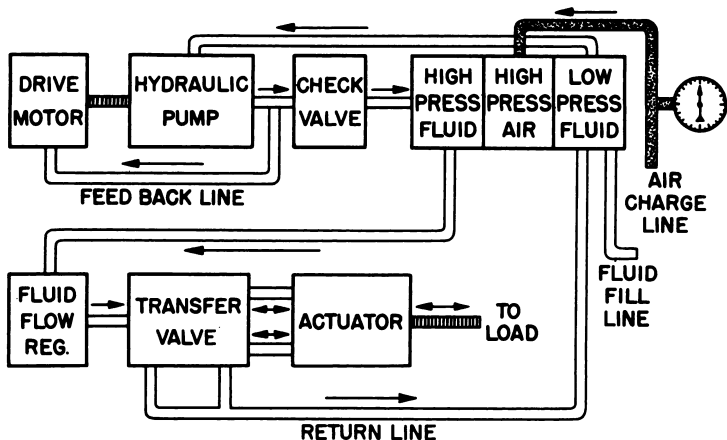 DRIVE
MOTOR
HYDRAULIC
PUMP
CHECK
VALVE
HIGH
PRESS
FLUID
HIGH
PRESS
AIR
LOW
PRESS
FLUID
FEED BACK LINE
AIR
CHARGE
LINE
FLUID
FILL
LINE
FLUID
FLOW
REG.
TRANSFER
VALVE
ACTUATOR
TO
LOAD
RETURN LINE